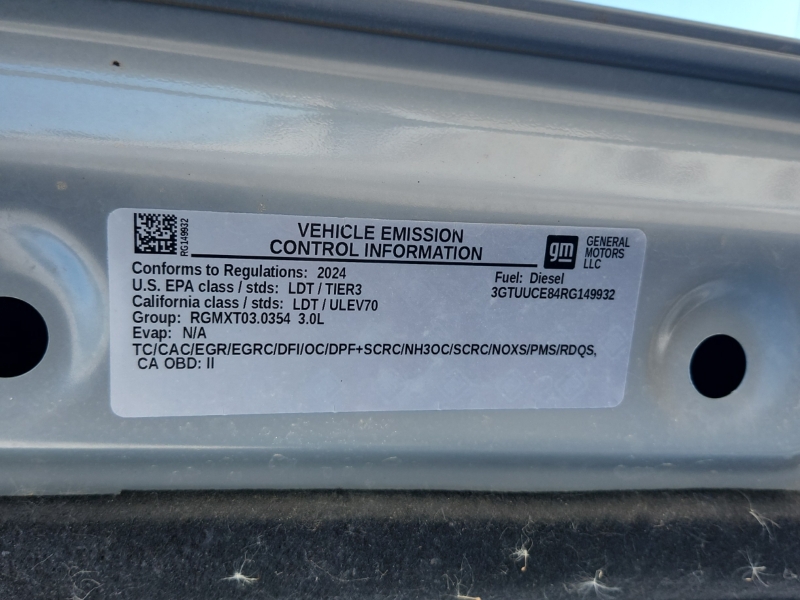 RG149932
VEHICLE EMISSION
CONTROL INFORMATION
gm
GENERAL
MOTORS
LLC
Conforms to Regulations: 2024
Fuel: Diesel
U.S. EPA class / stds: LDT / TIER3
3GTUUCE84RG149932
California class / stds: LDT / ULEV70
Group: RGMXT03.0354 3.0L
Evap: N/A
TC/CAC/EGR/EGRC/DFI/OC/DPF+SCRC/NH3OC/SCRC/NOXS/PMS/RDQS,
CA OBD: II